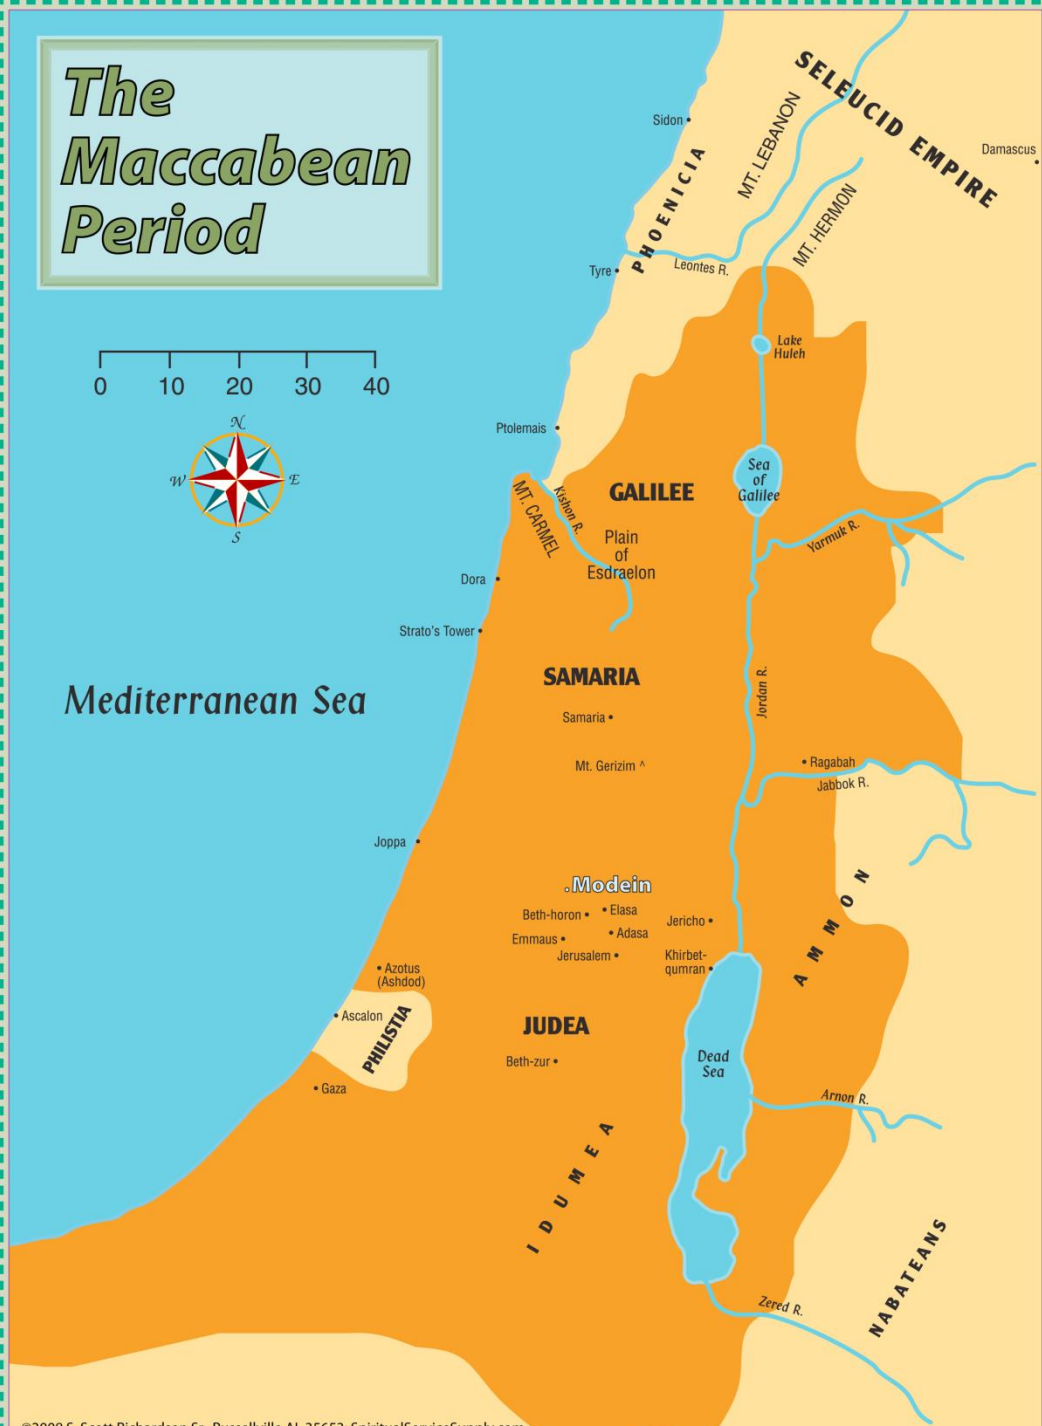 The
Maccabean
Period
0 10 20 30 40
N
W
E
S
SELEUCID EMPIRE
Damascus
Sidon
PHOENICIA
MT. LEBANON
MT. HERMON
Tyre
Leontes R.
Lake
Huleh
Ptolemais
Sea
of
Galilee
GALILEE
MT. CARMEL
Kishon R.
Plain
of
Esdraelon
Yarmuk R.
Dora
Strato's Tower
Mediterranean Sea
SAMARIA
Samaria
Jordan R.
Mt. Gerizim ^
Ragabah
Jabbok R.
Joppa
.Modein
Elasa
Beth-horon
Jericho
Adasa
Emmaus
Jerusalem
Khirbet-
qumran
AMMON
Azotus
(Ashdod)
Ascalon
PHILISTIA
JUDEA
Beth-zur
Dead
Sea
Gaza
Arnon R.
IDUMEA
NABATEANS
Zered R.